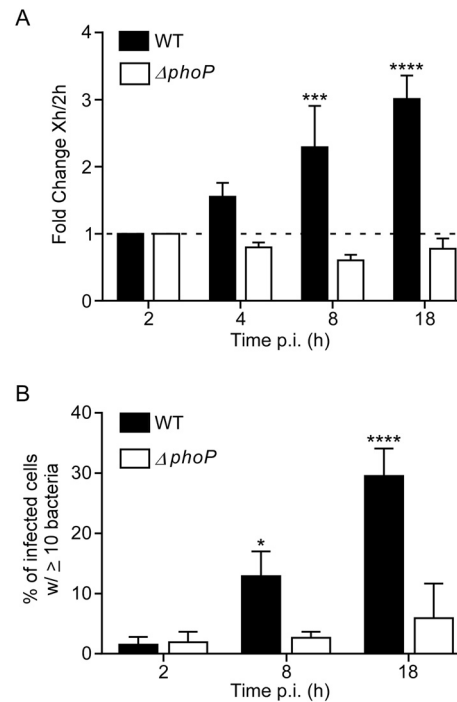 A
WT
ΔphoP
Fold Change Xh/2h
4
3
2
1
0
***
****
2 4 8 18
Time p.i. (h)
B
WT
ΔphoP
% of infected cells
w/ ≥ 10 bacteria
40
30
20
10
0
*
****
2 8 18
Time p.i. (h)